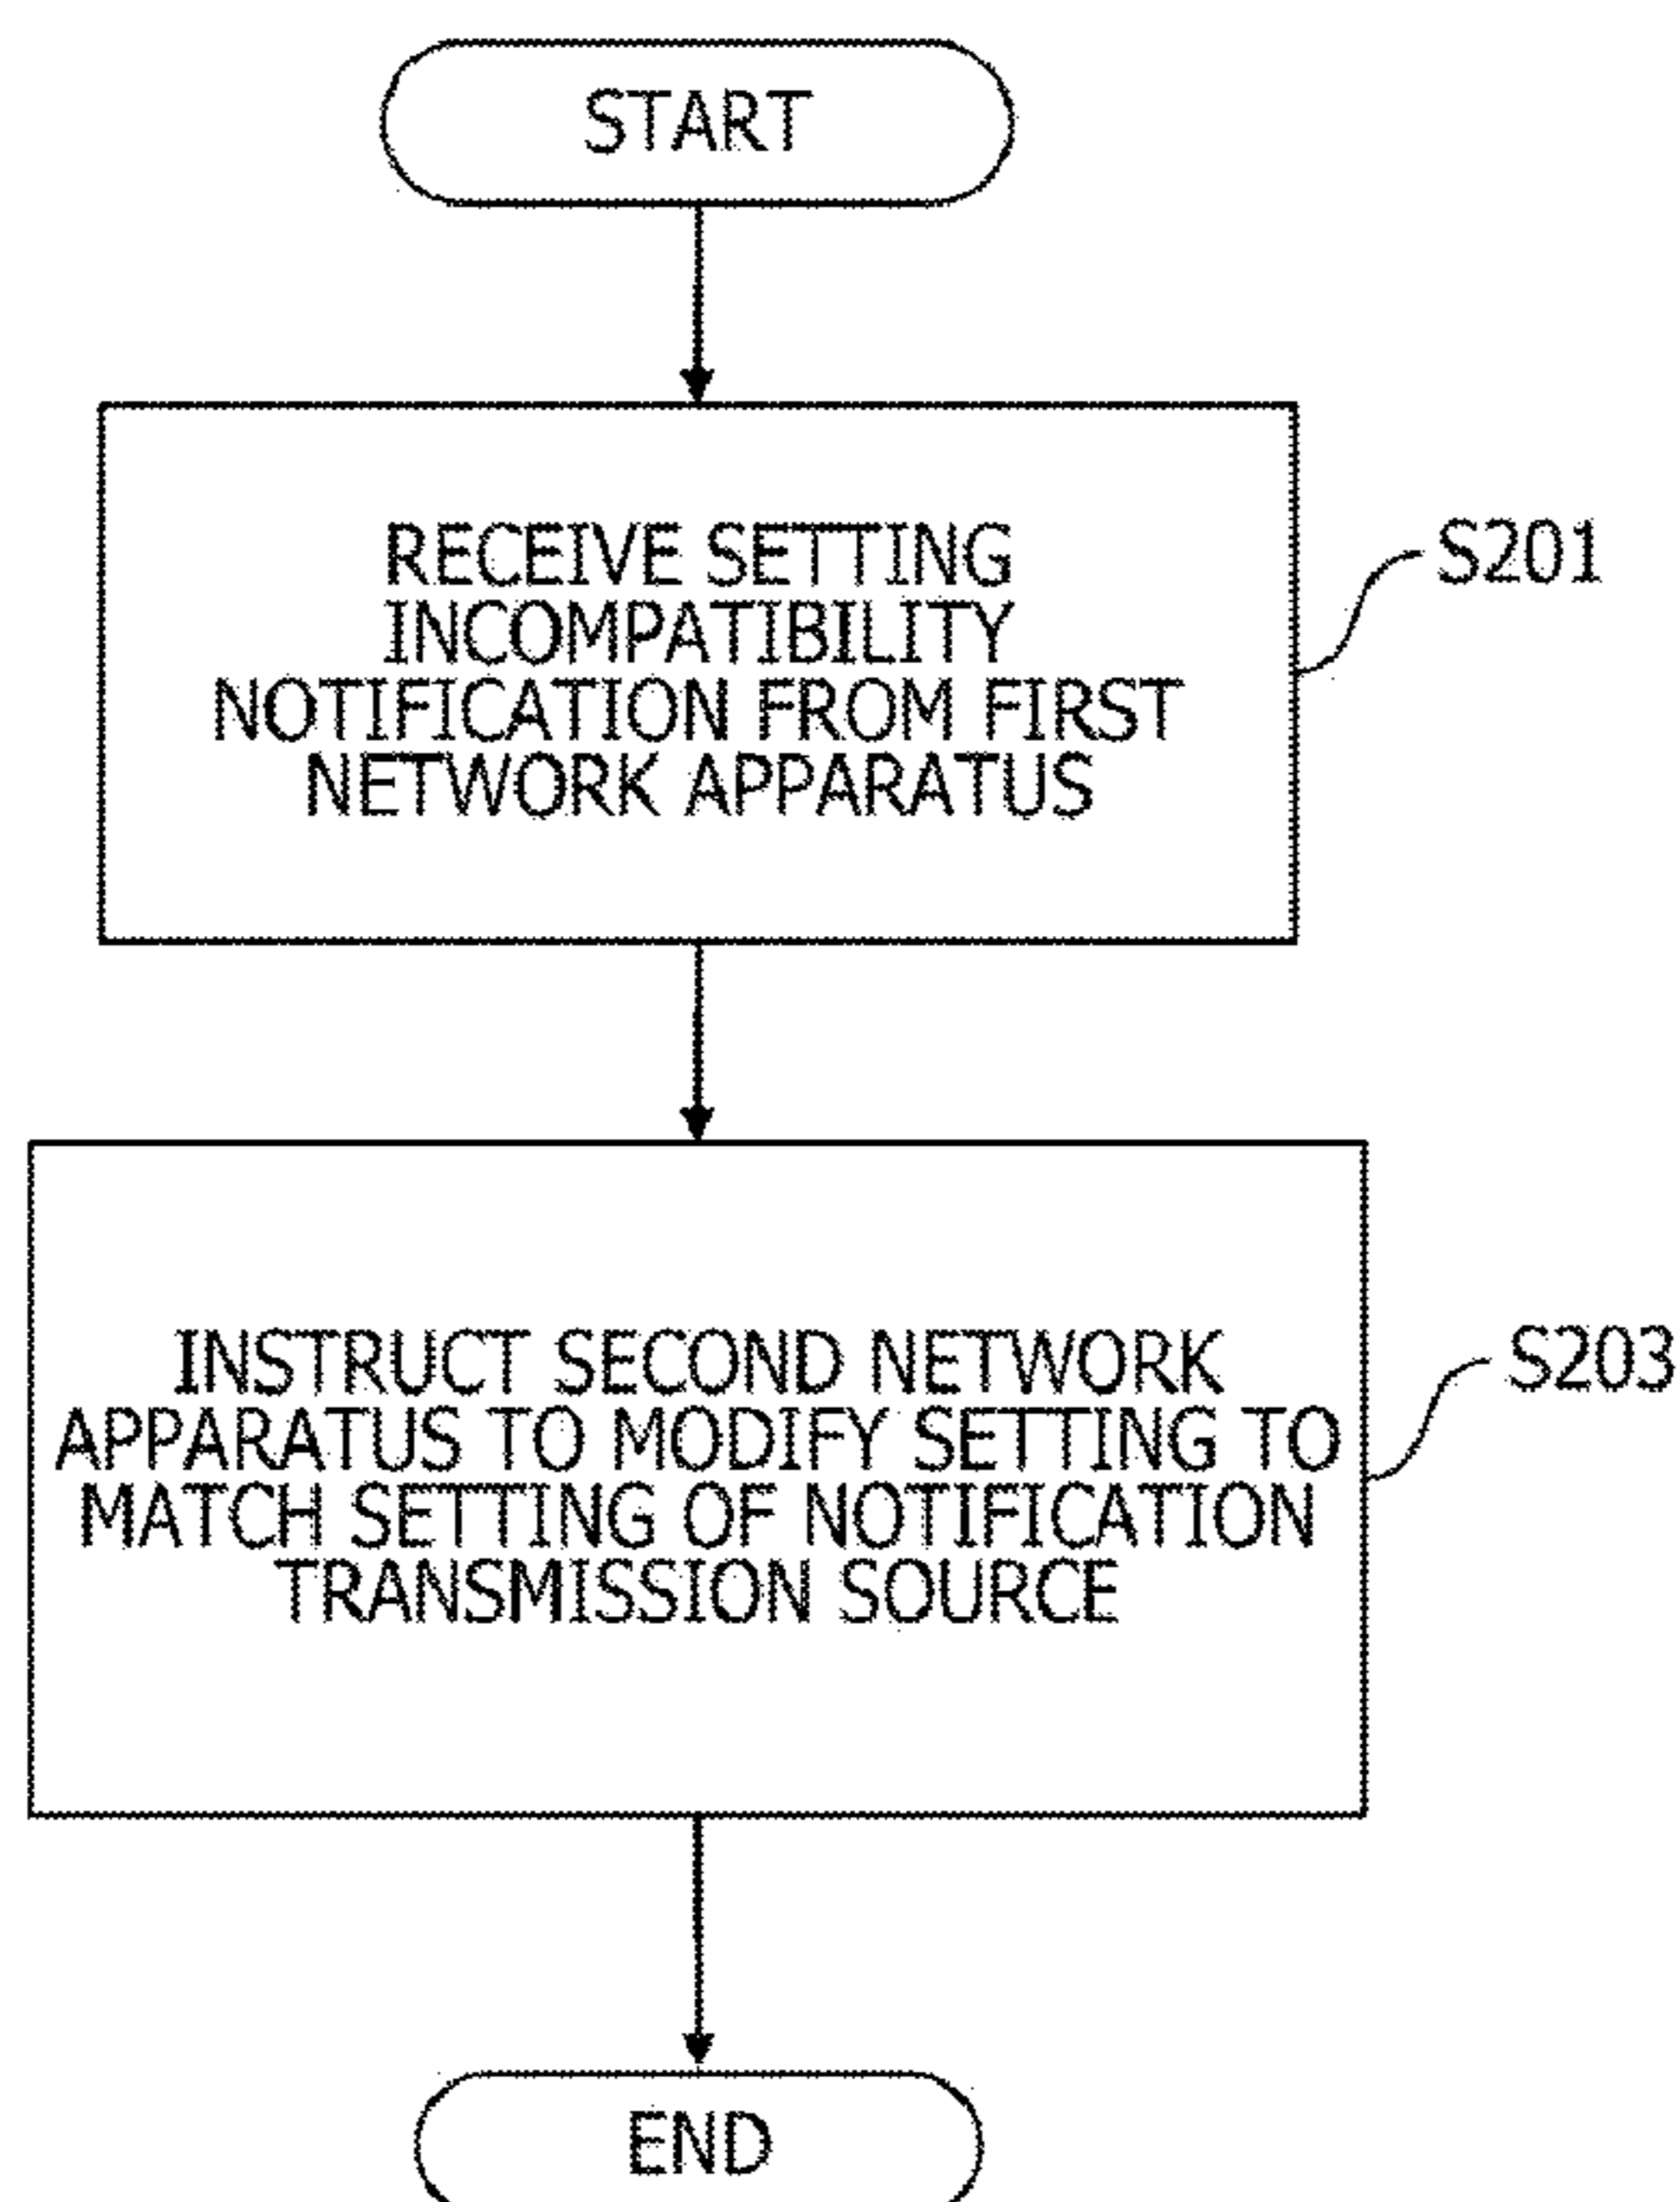 START
RECEIVE SETTING
INCOMPATIBILITY
NOTIFICATION FROM FIRST
NETWORK APPARATUS
S201
INSTRUCT SECOND NETWORK
APPARATUS TO MODIFY SETTING TO
MATCH SETTING OF NOTIFICATION
TRANSMISSION SOURCE
S203
END